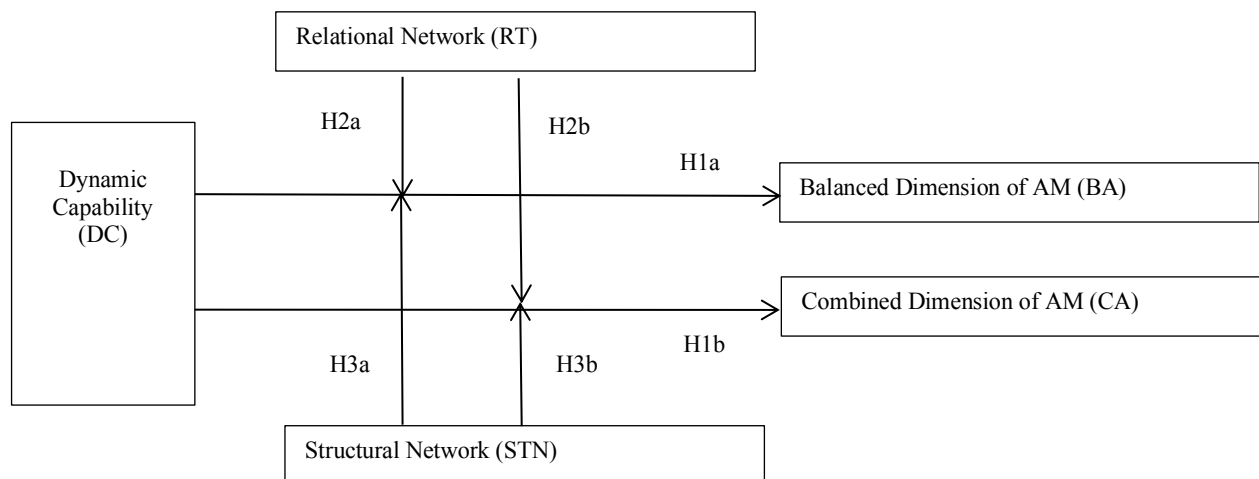 Relational Network (RT)
H2a
H2b
H1a
Dynamic
Capability
(DC)
Balanced Dimension of AM (BA)
Combined Dimension of AM (CA)
H1b
H3a
H3b
Structural Network (STN)